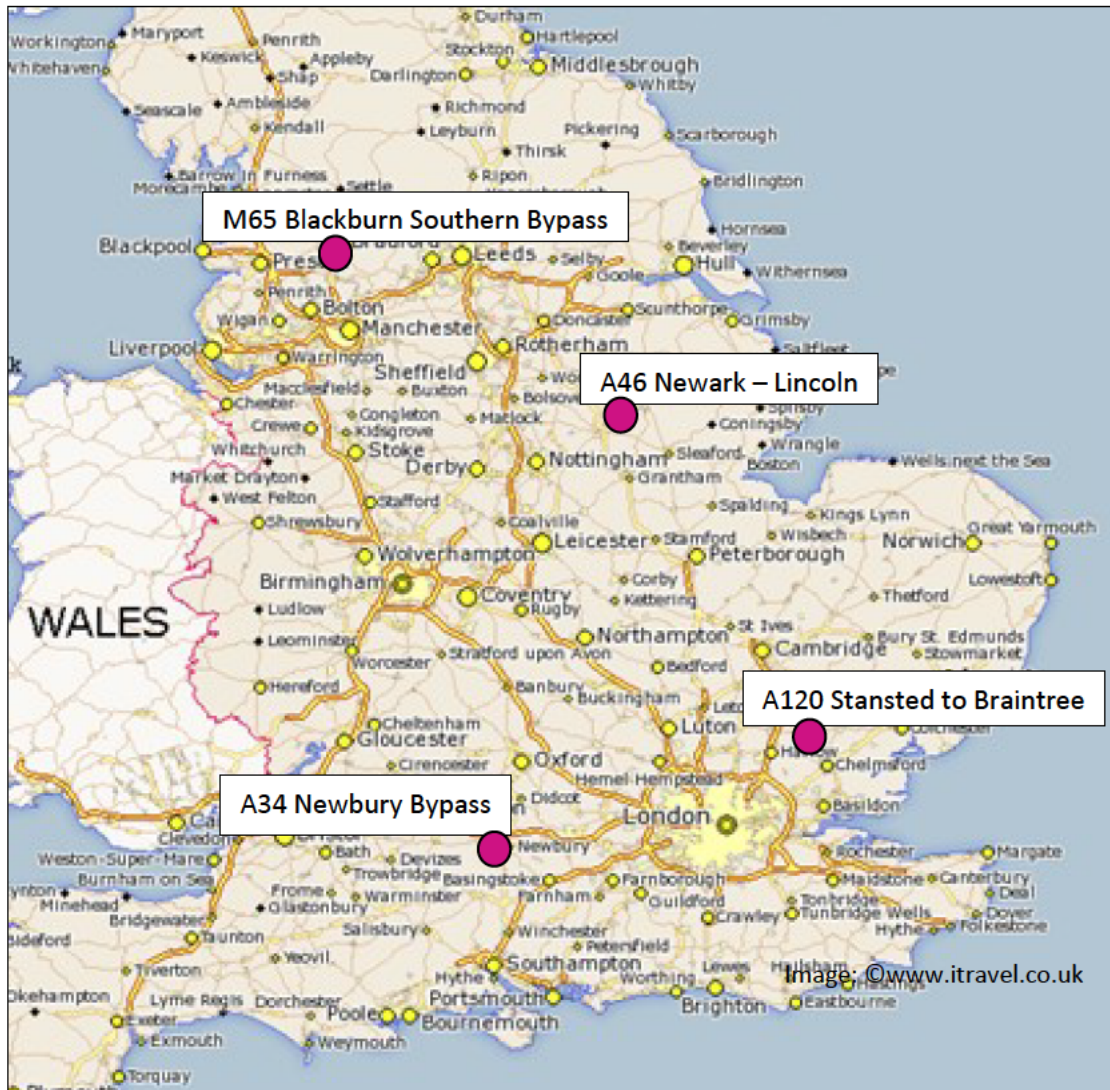 Durham
Maryport
Penrith
Hartlepool
Workington
Keswick
Appleby
Stockton
Middlesbrough
Whitehaven
Shap
Darlington
Whitby
Ambleside
Richmond
Seascale
Kendall
Leyburn
Pickering
Scarborough
Thirsk
Barrow in Furness
Ripon
Bridlington
Morecambe
Settle
M65 Blackburn Southern Bypass
Hornsea
Blackpool
Leeds
Selby
Beverley
Hull
Withernsea
Goole
Penrith
Bolton
Scunthorpe
Wigan
Manchester
Doncaster
Grimsby
Liverpool
Warrington
Rotherham
Saltfleet
Sheffield
A46 Newark – Lincoln
Macclesfield
Buxton
Chester
Congleton
Matlock
Spilsby
Crewe
Kidsgrove
Coningsby
Whitchurch
Stoke
Derby
Nottingham
Sleaford
Wrangle
Boston
Wells next the Sea
Market Drayton
Grantham
West Felton
Stafford
Spalding
Kings Lynn
Shrewsbury
Coalville
Great Yarmouth
Leicester
Stamford
Wisbech
Norwich
Wolverhampton
Peterborough
Birmingham
Corby
Lowestoft
Coventry
Kettering
Thetford
WALES
Ludlow
Rugby
Leominster
Northampton
St Ives
Bury St. Edmunds
Worcester
Stratford upon Avon
Cambridge
Stowmarket
Bedford
Hereford
Banbury
Buckingham
A120 Stansted to Braintree
Cheltenham
Luton
Gloucester
Colchester
Cirencester
Oxford
Harlow
Chelmsford
Hemel-Hempstead
A34 Newbury Bypass
Didcot
Basildon
London
Clevedon
Newbury
Weston-Super-Mare
Bath
Devizes
Rochester
Margate
Burnham on Sea
Trowbridge
Basingstoke
Farnborough
Maidstone
Canterbury
Minehead
Frome
Warminster
Farnham
Guildford
Tonbridge
Deal
Glastonbury
Crawley
Tunbridge Wells
Dover
Bridgewater
Folkestone
Taunton
Salisbury
Winchester
Hythe
Yeovil
Petersfield
Tiverton
Southampton
Lewes
Hailsham
Image: ©www.itravel.co.uk
Hythe
Worthing
Hastings
Okehampton
Lyme Regis
Dorchester
Portsmouth
Brighton
Eastbourne
Exeter
Poole
Bournemouth
Exmouth
Weymouth
Torquay